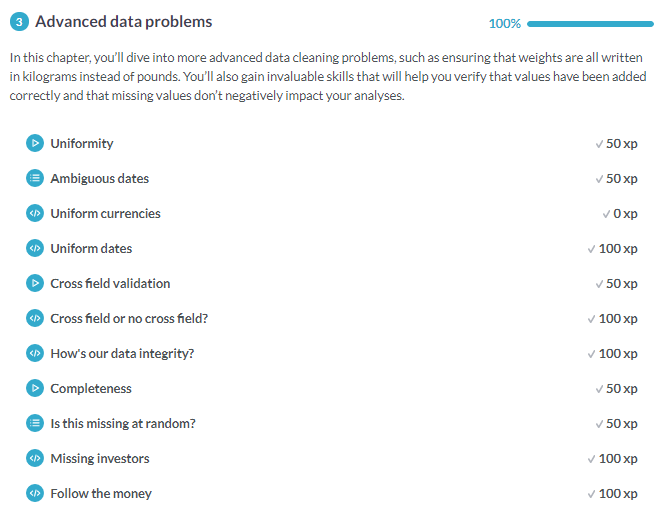 3 Advanced data problems 100%
In this chapter, you'll dive into more advanced data cleaning problems, such as ensuring that weights are all written
in kilograms instead of pounds. You'll also gain invaluable skills that will help you verify that values have been added
correctly and that missing values don't negatively impact your analyses.
Uniformity ✓ 50 xp
Ambiguous dates ✓ 50 xp
</> Uniform currencies ✓ 0 xp
</> Uniform dates ✓ 100 xp
Cross field validation ✓ 50 xp
</> Cross field or no cross field? ✓ 100 xp
</> How's our data integrity? ✓ 100 xp
Completeness ✓ 50 xp
Is this missing at random? ✓ 50 xp
</> Missing investors ✓ 100 xp
</> Follow the money ✓ 100 xp